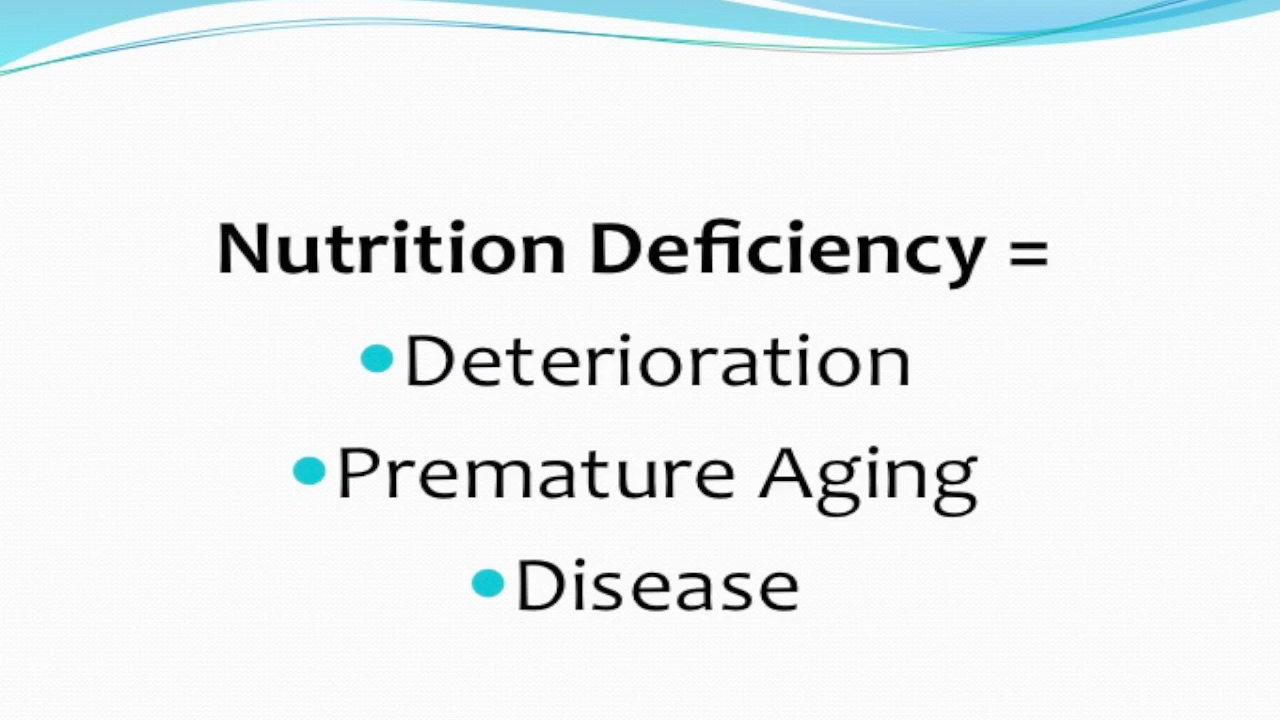 Nutrition Deficiency =
•Deterioration
•Premature Aging
•Disease